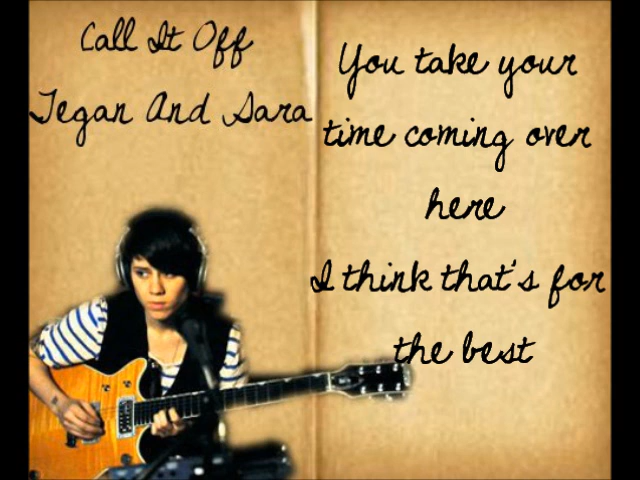 Call It Off
Tegan And Sara
You take your
time coming over
here
I think that's for
the best